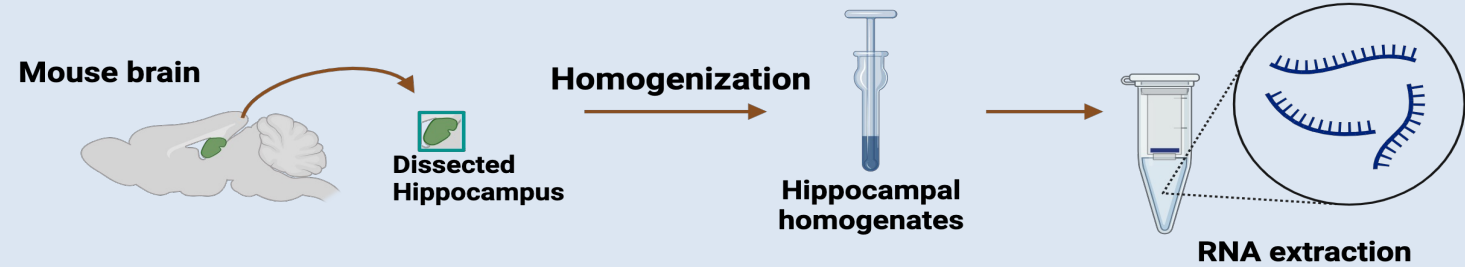 Mouse brain
Dissected
Hippocampus
Homogenization
Hippocampal
homogenates
RNA extraction